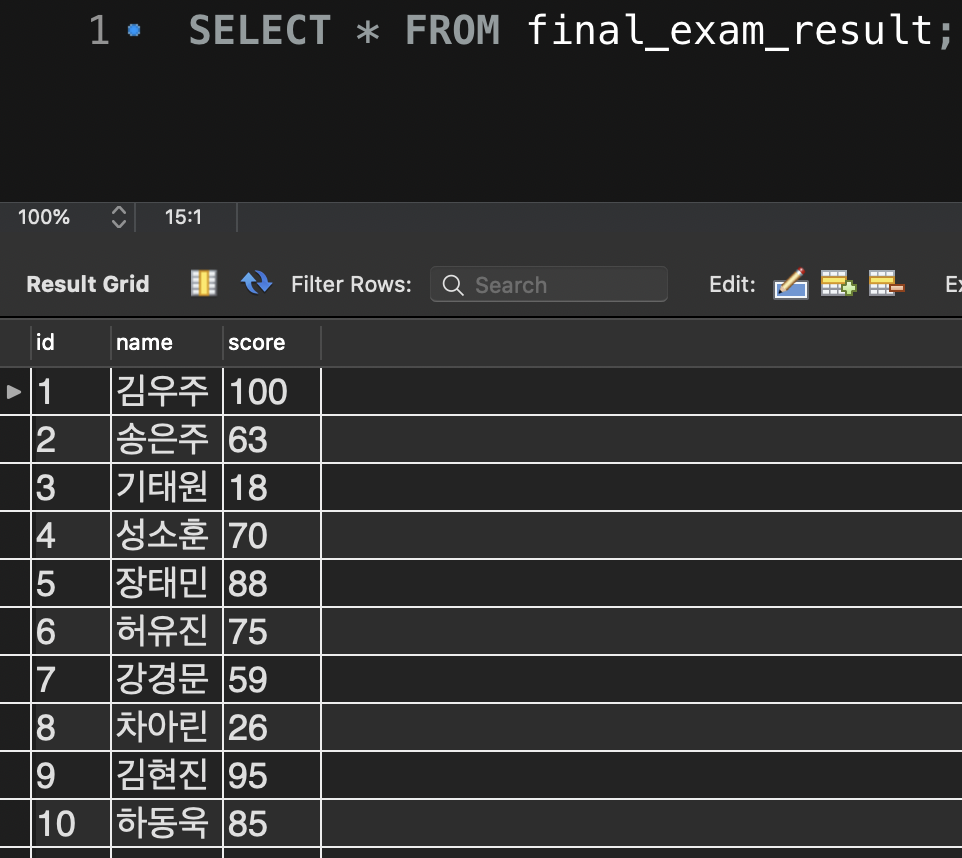 1 SELECT * FROM final_exam_result;
100% 15:1
Result Grid Filter Rows: Search Edit: Ex
id name score
1 김우주 100
2 송은주 63
3 기태원 18
4 성소훈 70
5 장태민 88
6 허유진 75
7 강경문 59
8 차아린 26
9 김현진 95
10 하동욱 85